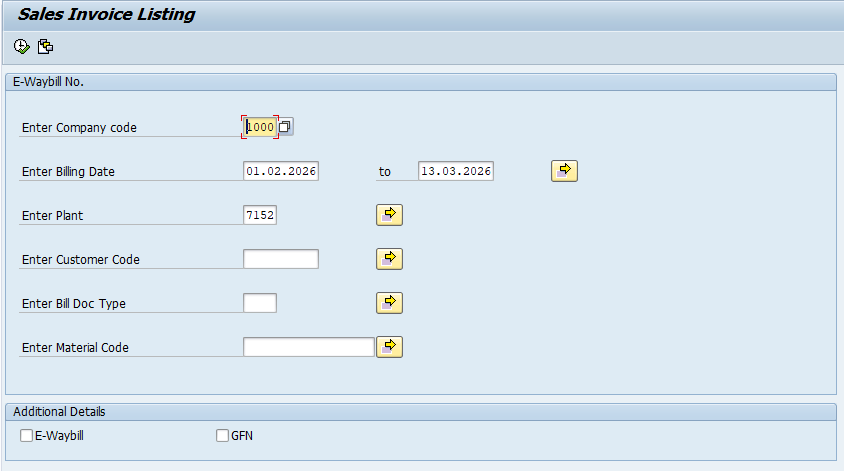 Sales Invoice Listing
E-Waybill No.
Enter Company code 1000
Enter Billing Date 01.02.2026 to 13.03.2026
Enter Plant 7152
Enter Customer Code
Enter Bill Doc Type
Enter Material Code
Additional Details
E-Waybill GFN